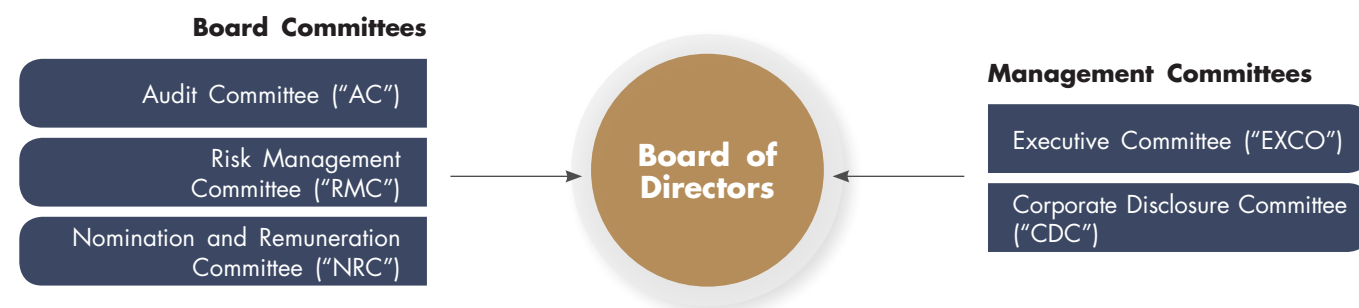 Board Committees
Audit Committee (“AC”)
Risk Management
Committee (“RMC”)
Nomination and Remuneration
Committee (“NRC”)
Board of
Directors
Management Committees
Executive Committee (“EXCO”)
Corporate Disclosure Committee
(“CDC”)